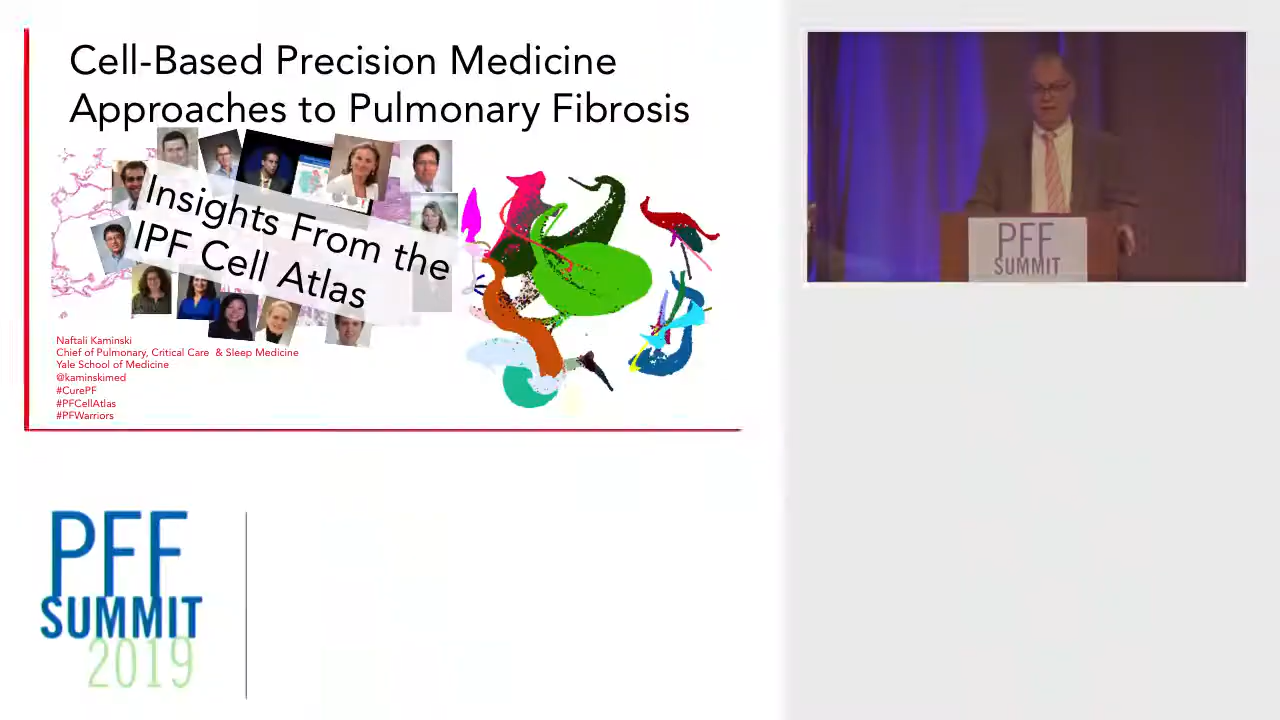 Cell-Based Precision Medicine
Approaches to Pulmonary Fibrosis
Insights From the
IPF Cell Atlas
Naftali Kaminski
Chief of Pulmonary, Critical Care & Sleep Medicine
Yale School of Medicine
@kaminskimed
#CurePF
#PFCellAtlas
#PFWarriors
PFF
SUMMIT
PFF
SUMMIT
2019